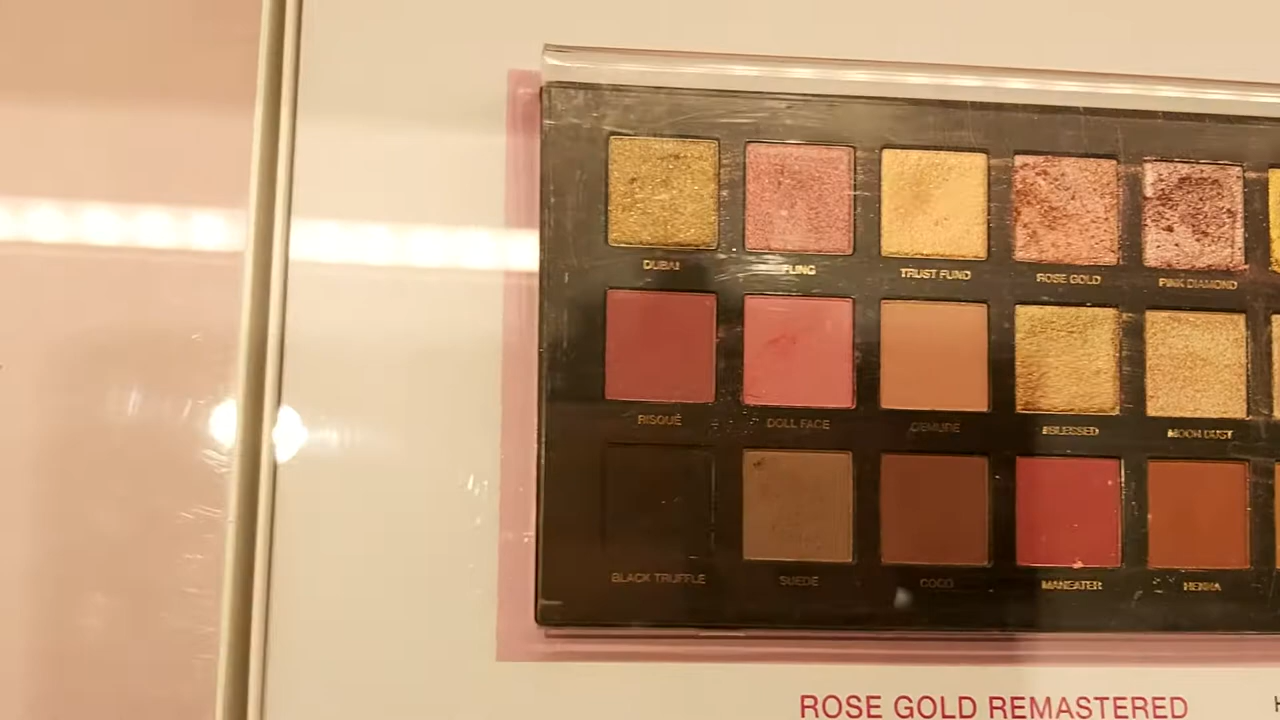 DUBAI FLING TRUST FUND ROSE GOLD PINK DIAMOND
RISQUÉ DOLL FACE DEMURE #BLESSED MOON DUST
BLACK TRUFFLE SUEDE COCO MANEATER HENNA
ROSE GOLD REMASTERED